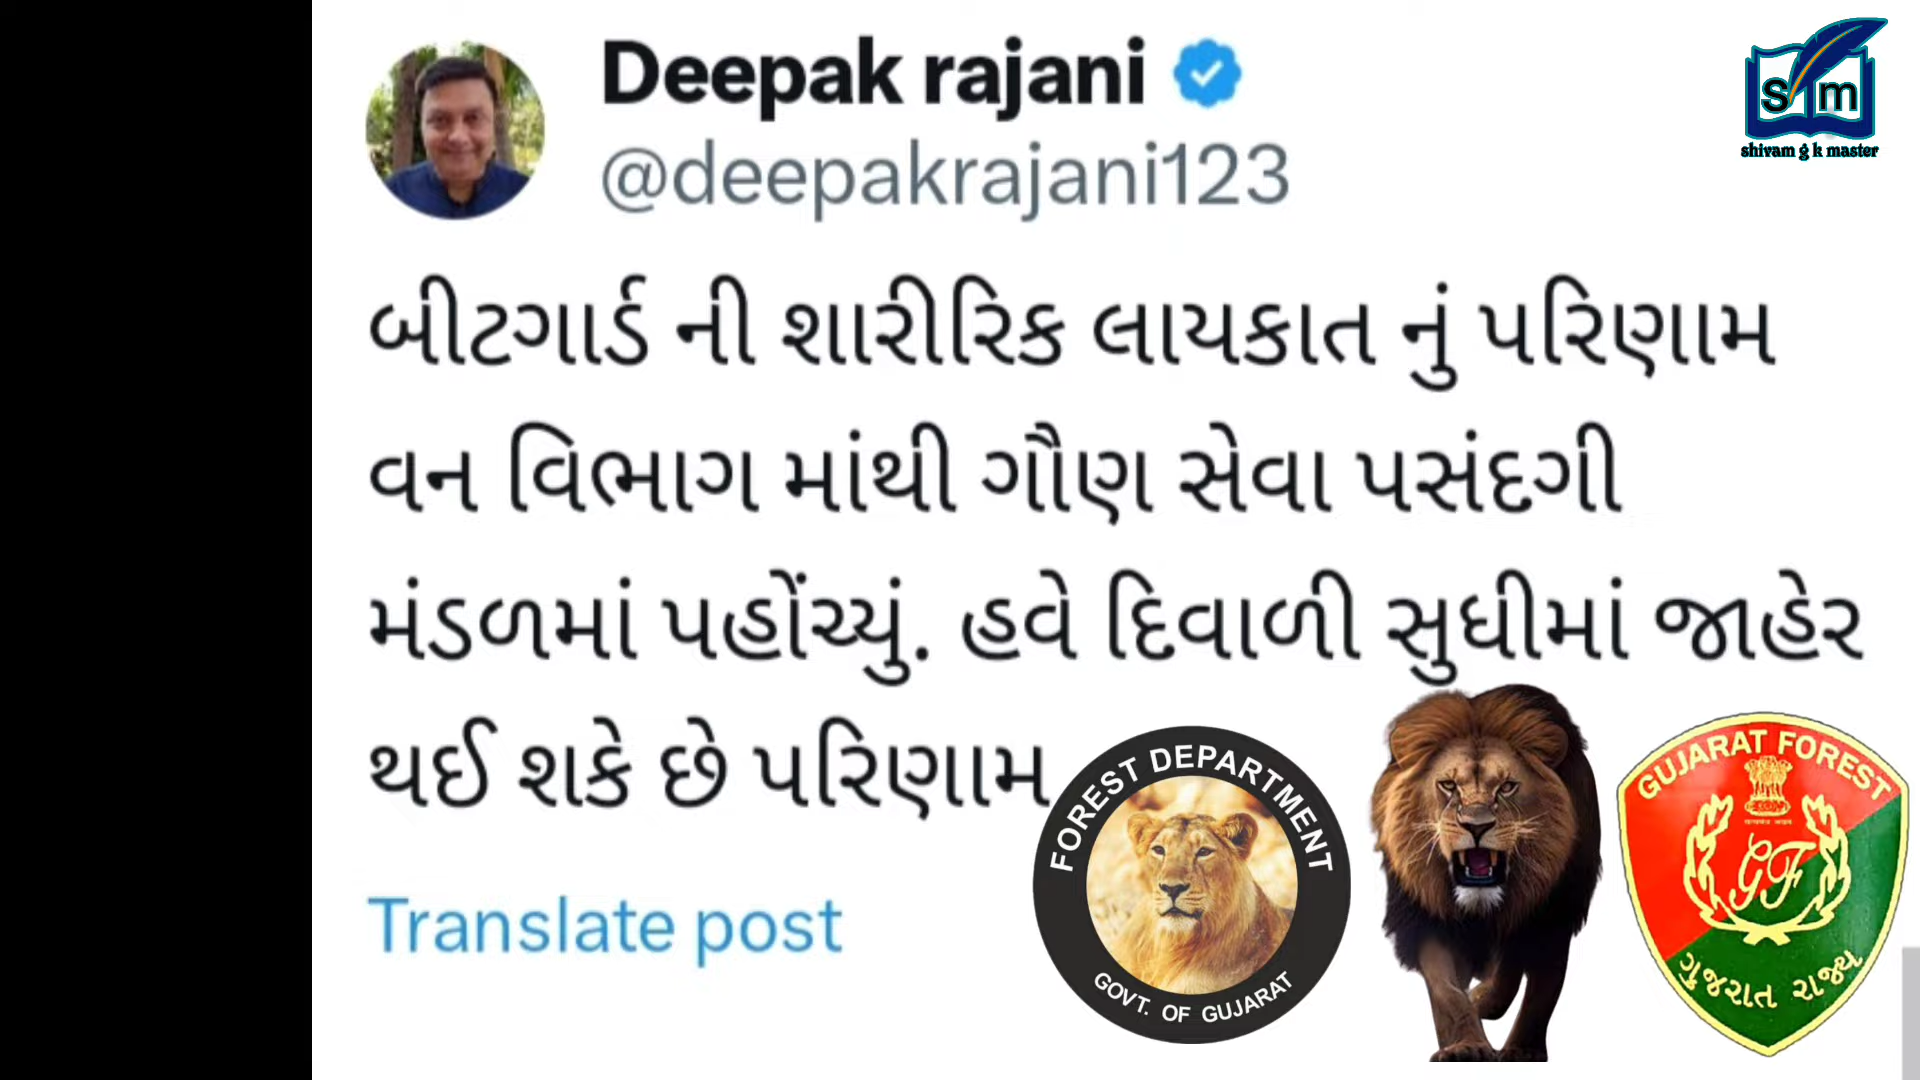 Deepak rajani
@deepakrajani123
s m
shivam g k master
બીટગાર્ડ ની શારીરિક લાયકાત નું પરિણામ
વન વિભાગ માંથી ગૌણ સેવા પસંદગી
મંડળમાં પહોંચ્યું. હવે દિવાળી સુધીમાં જાહેર
થઈ શકે છે પરિણામ
Translate post
FOREST DEPARTMENT
GOVT. OF GUJARAT
GUJARAT FOREST
GF
ગુજરાત રાજ્ય